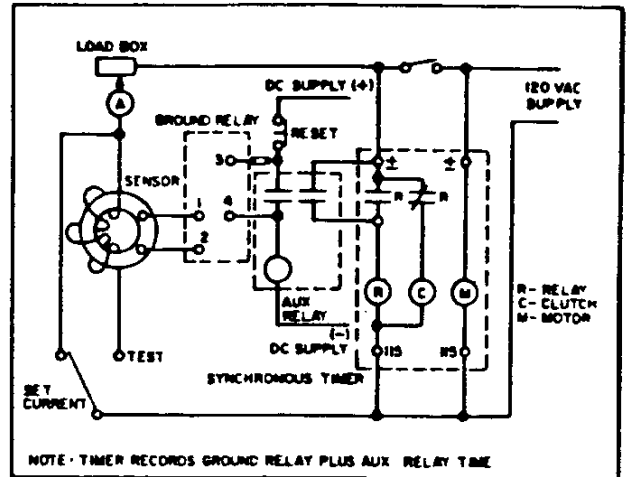 LOAD BOX
A
DC SUPPLY (+)
120 VAC
SUPPLY
GROUND RELAY
RESET
3
±
±
SENSOR
1
4
R
R
2
R
C
M
R - RELAY
C - CLUTCH
M - MOTOR
AUX
RELAY
(-)
DC SUPPLY
115
115
TEST
SYNCHRONOUS TIMER
SET
CURRENT
NOTE - TIMER RECORDS GROUND RELAY PLUS AUX RELAY TIME